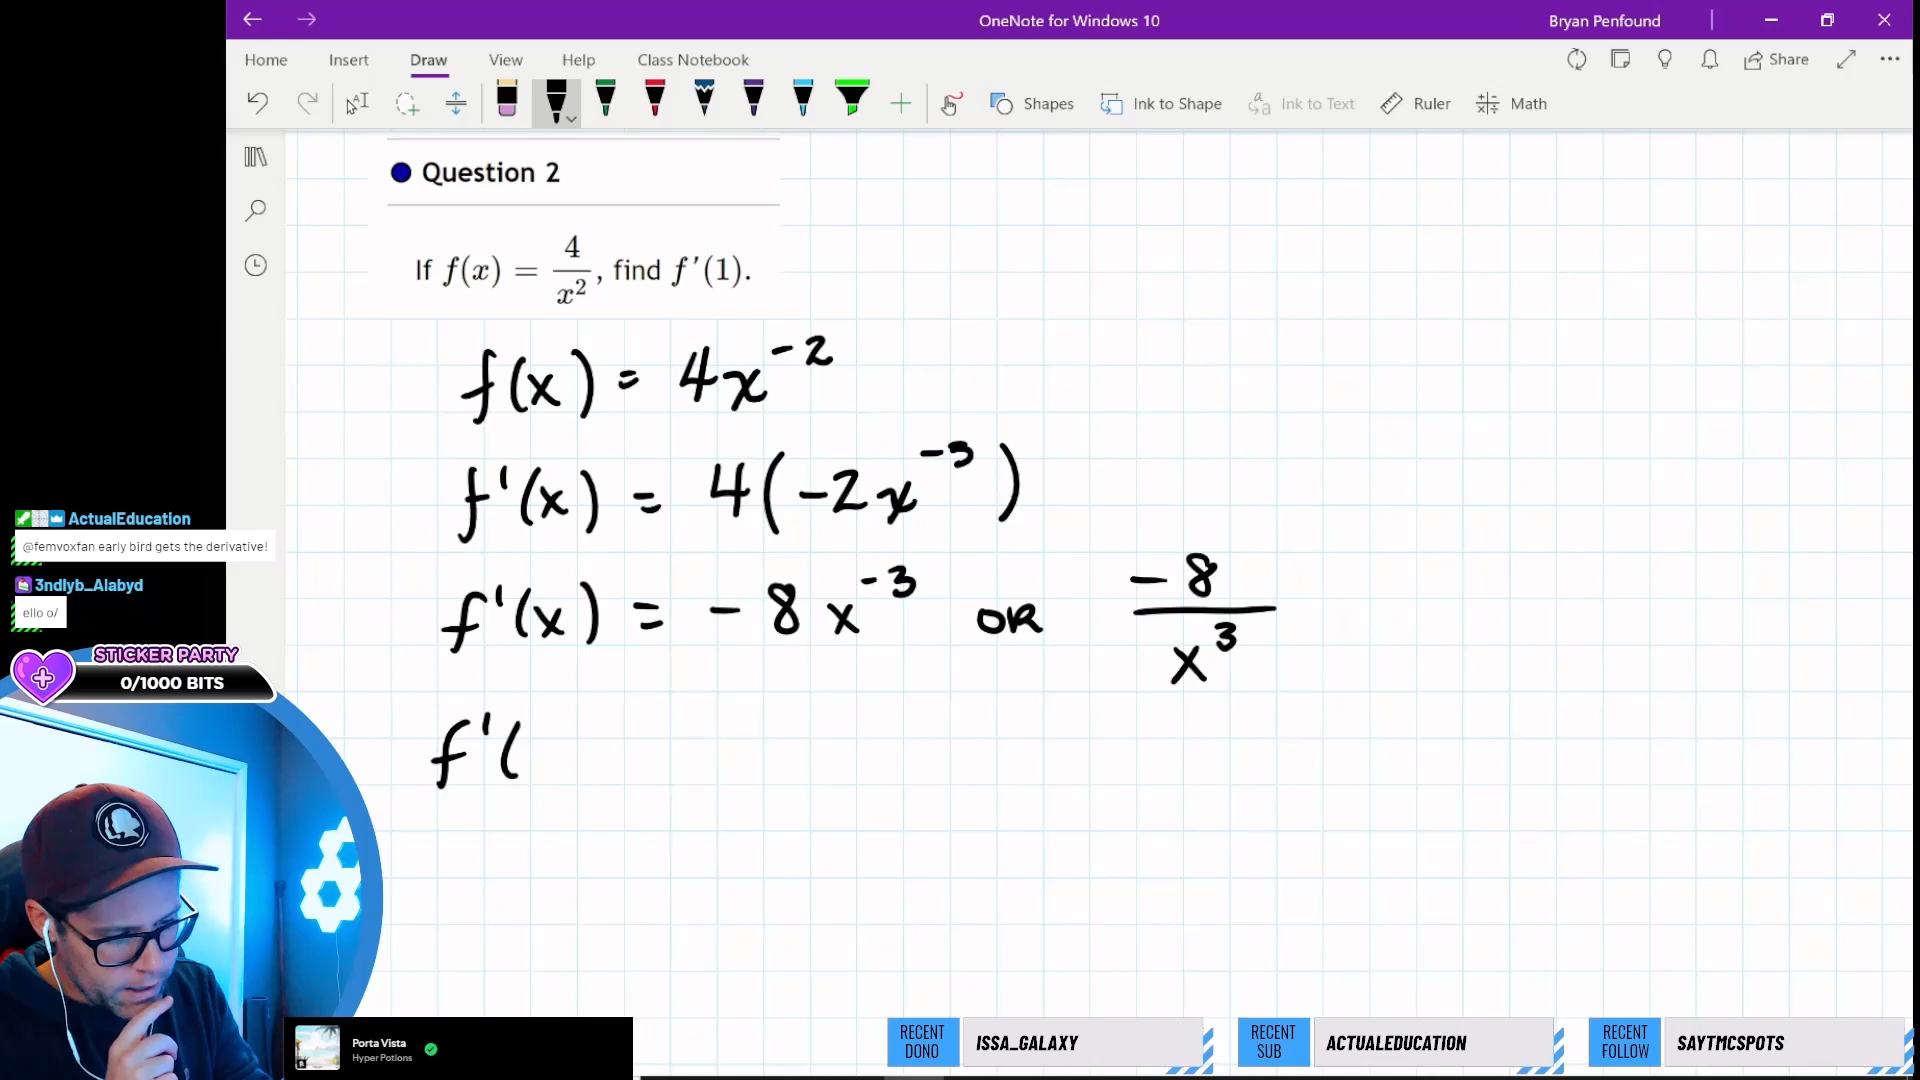 OneNote for Windows 10
Bryan Penfound
Home Insert Draw View Help Class Notebook
Share
Shapes Ink to Shape Ink to Text Ruler Math
Question 2
If f(x) = 4/x², find f'(1).
f(x) = 4x⁻²
f'(x) = 4(-2x⁻³)
f'(x) = -8x⁻³ OR -8/x³
f'(
ActualEducation
@femvoxfan early bird gets the derivative!
3ndlyb_Alabyd
ello o/
STICKER PARTY
0/1000 BITS
Porta Vista
Hyper Potions
RECENT DONO
ISSA_GALAXY
RECENT SUB
ACTUALEDUCATION
RECENT FOLLOW
SAYTMCSPOTS